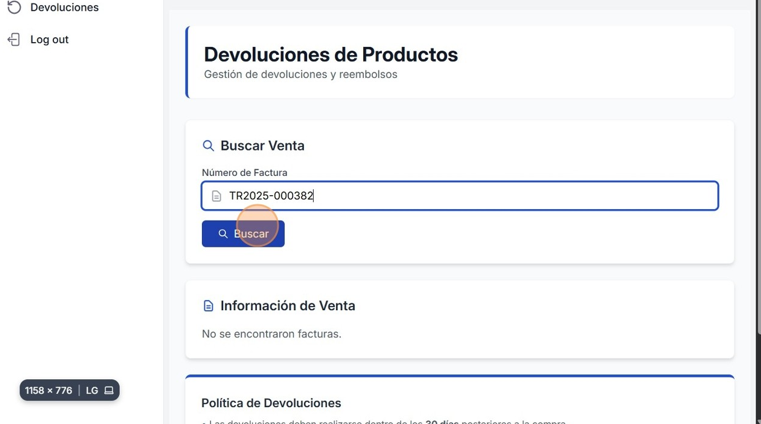 Devoluciones
Log out
Devoluciones de Productos
Gestión de devoluciones y reembolsos
Buscar Venta
Número de Factura
TR2025-000382
Buscar
Información de Venta
No se encontraron facturas.
1158 × 776 | LG
Política de Devoluciones
• Las devoluciones deben realizarse dentro de los 30 días posteriores a la compra